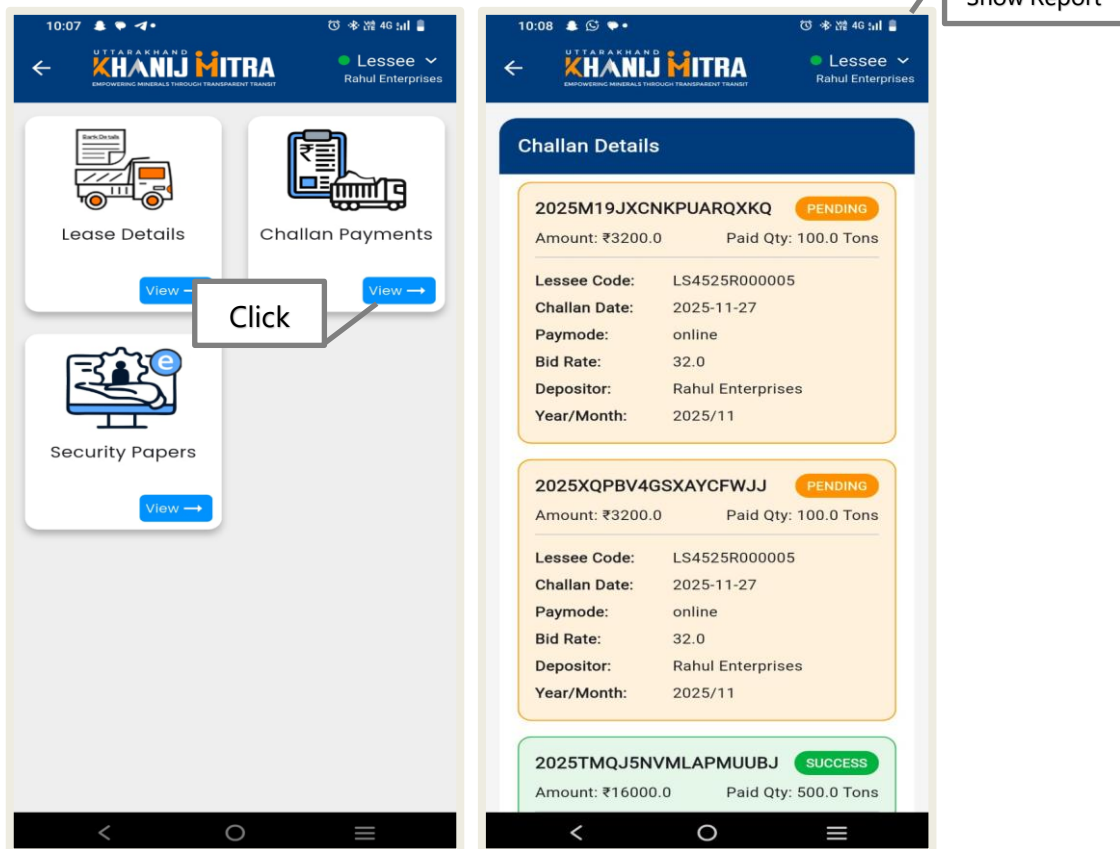 Show Report
10:07
4G
UTTARAKHAND
KHANIJ MITRA
EMPOWERING MINERALS THROUGH TRANSPARENT TRANSIT
Lessee
Rahul Enterprises
Lease Details
View →
Challan Payments
View →
Click
Security Papers
View →
10:08
4G
UTTARAKHAND
KHANIJ MITRA
EMPOWERING MINERALS THROUGH TRANSPARENT TRANSIT
Lessee
Rahul Enterprises
Challan Details
2025M19JXCNKPUARQXKQ PENDING
Amount: ₹3200.0 Paid Qty: 100.0 Tons
Lessee Code: LS4525R000005
Challan Date: 2025-11-27
Paymode: online
Bid Rate: 32.0
Depositor: Rahul Enterprises
Year/Month: 2025/11
2025XQPBV4GSXAYCFWJJ PENDING
Amount: ₹3200.0 Paid Qty: 100.0 Tons
Lessee Code: LS4525R000005
Challan Date: 2025-11-27
Paymode: online
Bid Rate: 32.0
Depositor: Rahul Enterprises
Year/Month: 2025/11
2025TMQJ5NVMLAPMUUBJ SUCCESS
Amount: ₹16000.0 Paid Qty: 500.0 Tons